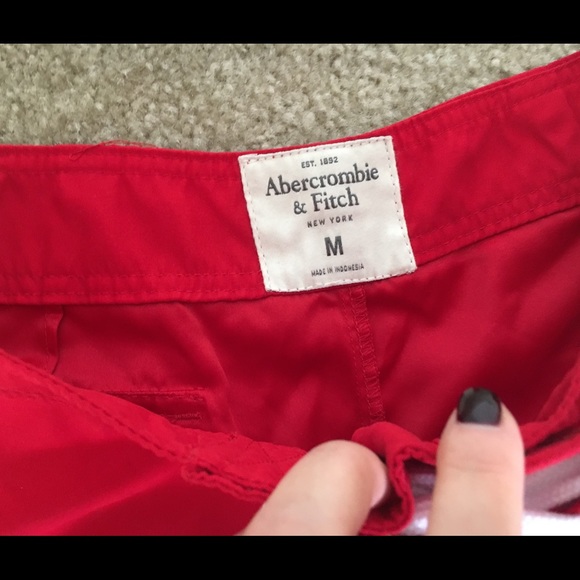 EST. 1892
Abercrombie
& Fitch
NEW YORK
M
MADE IN INDONESIA